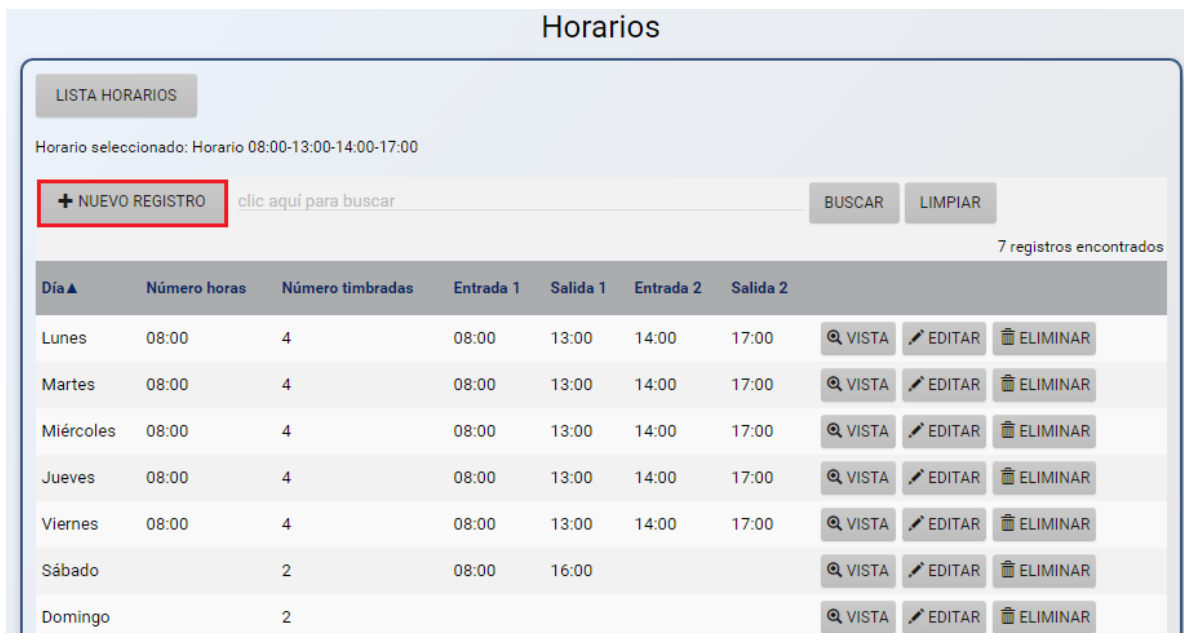 Horarios
LISTA HORARIOS
Horario seleccionado: Horario 08:00-13:00-14:00-17:00
NUEVO REGISTRO clic aquí para buscar BUSCAR LIMPIAR
7 registros encontrados
Día▲ Número horas Número timbradas Entrada 1 Salida 1 Entrada 2 Salida 2
Lunes 08:00 4 08:00 13:00 14:00 17:00 VISTA EDITAR ELIMINAR
Martes 08:00 4 08:00 13:00 14:00 17:00 VISTA EDITAR ELIMINAR
Miércoles 08:00 4 08:00 13:00 14:00 17:00 VISTA EDITAR ELIMINAR
Jueves 08:00 4 08:00 13:00 14:00 17:00 VISTA EDITAR ELIMINAR
Viernes 08:00 4 08:00 13:00 14:00 17:00 VISTA EDITAR ELIMINAR
Sábado 2 08:00 16:00 VISTA EDITAR ELIMINAR
Domingo 2 VISTA EDITAR ELIMINAR